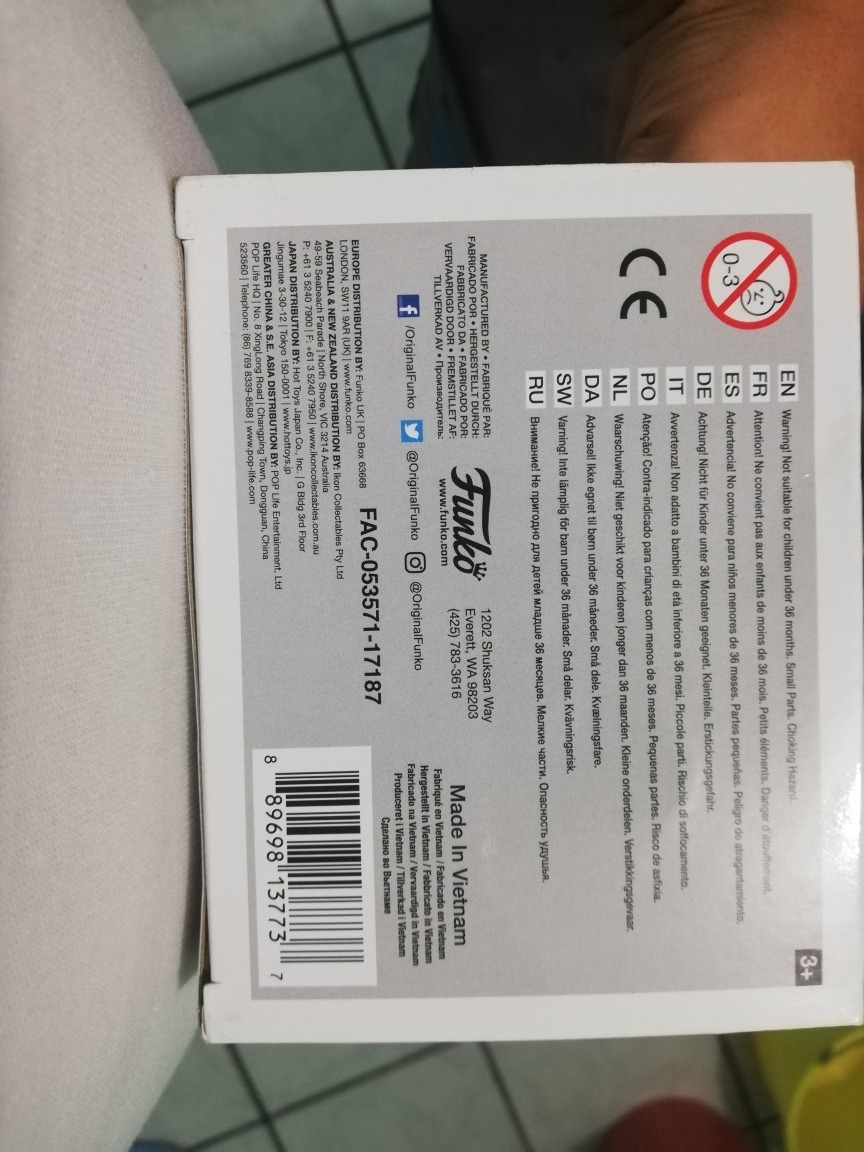 0-3
CE
3+
EN Warning! Not suitable for children under 36 months. Small Parts. Choking Hazard.
FR Attention! Ne convient pas aux enfants de moins de 36 mois. Petits éléments. Danger d'étouffement.
ES Advertencia! No conviene para niños menores de 36 meses. Partes pequeñas. Peligro de atragantamiento.
DE Achtung! Nicht für Kinder unter 36 Monaten geeignet. Kleinteile. Erstickungsgefahr.
IT Avvertenza! Non adatto a bambini di età inferiore a 36 mesi. Piccole parti. Rischio di soffocamento.
PO Atenção! Contra-indicado para crianças com menos de 36 meses. Pequenas partes. Risco de asfixia.
NL Waarschuwing! Niet geschikt voor kinderen jonger dan 36 maanden. Kleine onderdelen. Verstikkingsgevaar.
DA Advarsel! Ikke egnet til børn under 36 måneder. Små dele. Kvælningsfare.
SW Varning! Inte lämplig för barn under 36 månader. Små delar. Kvävningsrisk.
RU Внимание! Не пригодно для детей младше 36 месяцев. Мелкие части. Опасность удушья.
MANUFACTURED BY • FABRIQUÉ PAR:
FABRICADO POR • HERGESTELLT DURCH:
FABBRICATO DA • FABRICADO POR:
VERVAARDIGD DOOR • FREMSTILLET AF:
TILLVERKAD AV • Производитель:
Funko
www.funko.com
1202 Shuksan Way
Everett, WA 98203
(425) 783-3616
/OriginalFunko @OriginalFunko @OriginalFunko
Made In Vietnam
Fabriqué en Vietnam / Fabricado en Vietnam
Hergestellt in Vietnam / Fabbricato in Vietnam
Fabricado na Vietnam / Vervaardigd in Vietnam
Produceret i Vietnam / Tillverkad i Vietnam
Сделано во Вьетнаме
EUROPE DISTRIBUTION BY: Funko UK | PO Box 63668
LONDON, SW11 9AR (UK) | www.funko.com
AUSTRALIA & NEW ZEALAND DISTRIBUTION BY: Ikon Collectables Pty Ltd
49-59 Seabeach Parade | North Shore, VIC 3214 Australia
P: +61 3 5240 7900 | F: +61 3 5240 7950 | www.ikoncollectables.com.au
JAPAN DISTRIBUTION BY: Hot Toys Japan Co., Inc. | G Bldg 3rd Floor
Jingumae 3-30-12 | Tokyo 150-0001 | www.hottoys.jp
GREATER CHINA & S.E. ASIA DISTRIBUTION BY: POP Life Entertainment, Ltd
POP Life HQ | No. 8 XingLong Road | Changping Town, Dongguan, China
523560 | Telephone: (86) 769 8339-8588 | www.pop-life.com
FAC-053571-17187
8 89698 13773 7